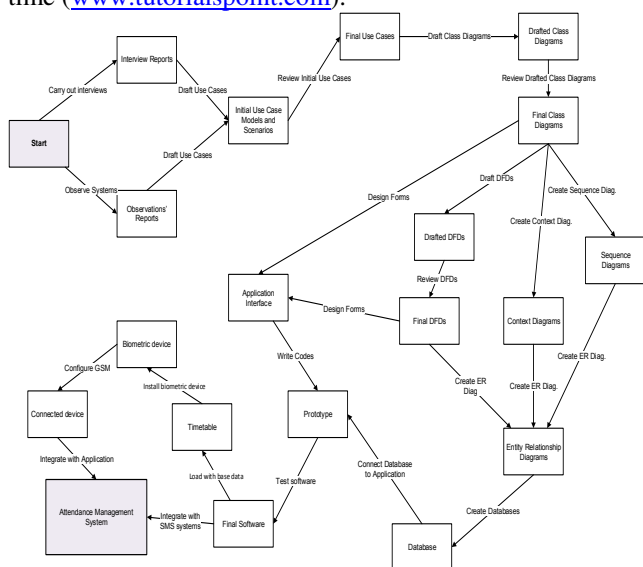 time (www.tutorialspoint.com).
Final Use Cases
Draft Class Diagrams
Drafted Class
Diagrams
Interview Reports
Review Initial Use Cases
Review Drafted Class Diagrams
Carry out interviews
Draft Use Cases
Initial Use Case
Models and
Scenarios
Final Class
Diagrams
Start
Draft Use Cases
Observe Systems
Observations'
Reports
Design Forms
Draft DFDs
Create Sequence Diag.
Create Context Diag.
Drafted DFDs
Sequence
Diagrams
Review DFDs
Application
Interface
Design Forms
Final DFDs
Context Diagrams
Biometric device
Write Codes
Create ER Diag.
Configure GSM
Install biometric device
Create ER
Diag
Create ER Diag.
Connected device
Timetable
Prototype
Entity Relationship
Diagrams
Integrate with Application
Load with base data
Test software
Connect Database
to Application
Attendance Management
System
Integrate with
SMS systems
Final Software
Create Databases
Database